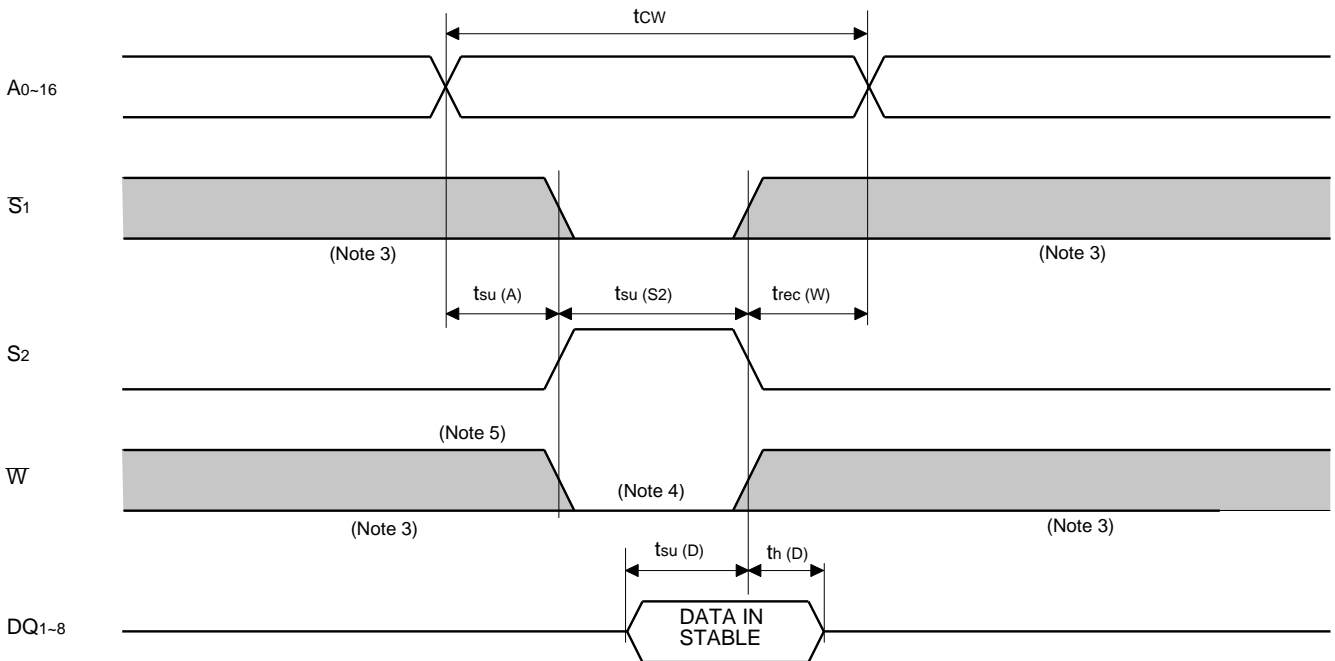 tCW
A0~16
S̅1
(Note 3)
(Note 3)
tsu (A)
tsu (S2)
trec (W)
S2
(Note 5)
W̅
(Note 4)
(Note 3)
(Note 3)
tsu (D)
th (D)
DQ1~8
DATA IN
STABLE